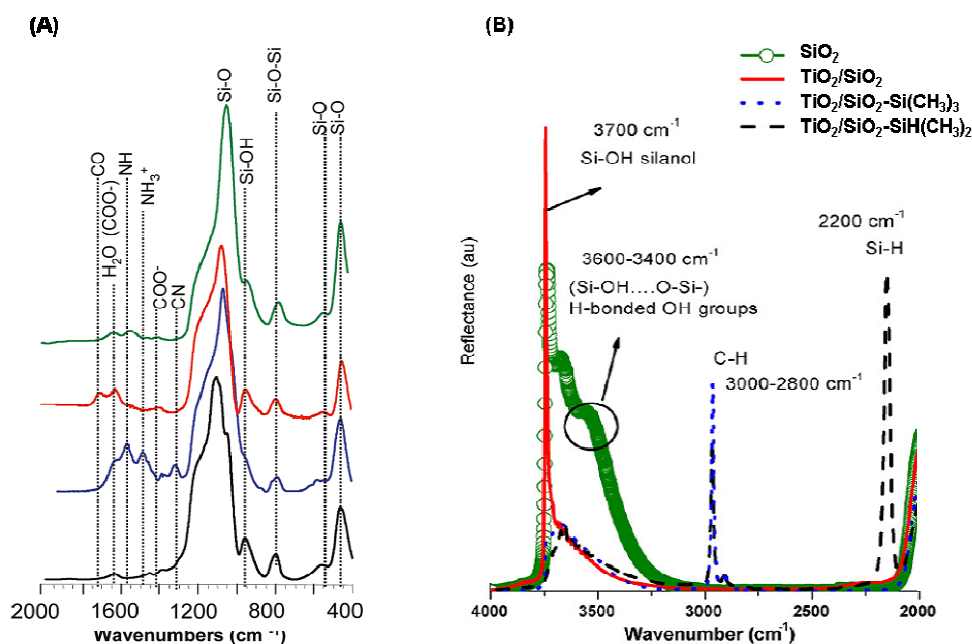 (A)
CO
H₂O (COO-)
NH
NH₃⁺
COO-
CN
Si-O
Si-OH
Si-O-Si
Si-O
Si-O
2000 1600 1200 800 400
Wavenumbers (cm⁻¹)
(B)
SiO₂
TiO₂/SiO₂
TiO₂/SiO₂-Si(CH₃)₃
TiO₂/SiO₂-SiH(CH₃)₂
3700 cm⁻¹
Si-OH silanol
3600-3400 cm⁻¹
(Si-OH....O-Si-)
H-bonded OH groups
2200 cm⁻¹
Si-H
C-H
3000-2800 cm⁻¹
Reflectance (au)
4000 3500 3000 2500 2000
Wavenumber (cm⁻¹)